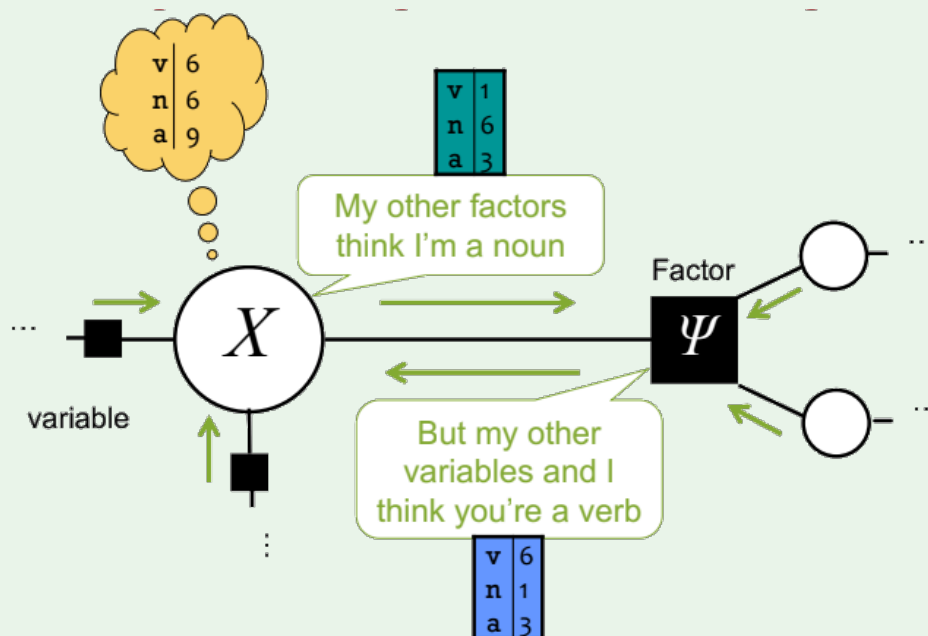 v 6
n 6
a 9
v 1
n 6
a 3
My other factors
think I'm a noun
Factor
...
...
X
Ψ
variable
...
But my other
variables and I
think you're a verb
...
v 6
n 1
a 3